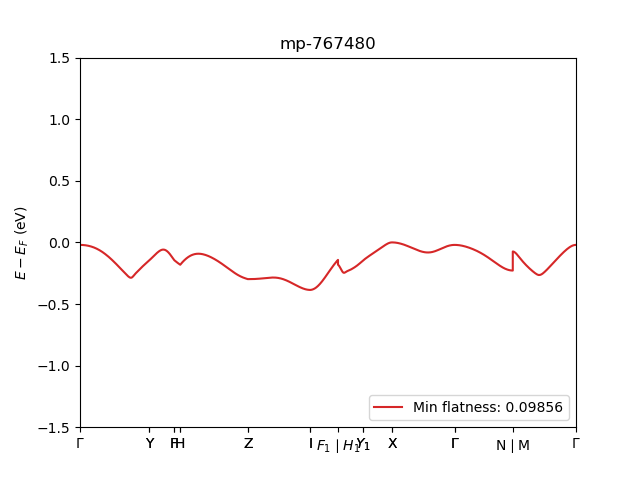 mp-767480
1.5
1.0
0.5
0.0
−0.5
−1.0
−1.5
E − E_F (eV)
Min flatness: 0.09856
Γ Y F H Z I F₁ | H₁ Y₁ X Γ N | M Γ